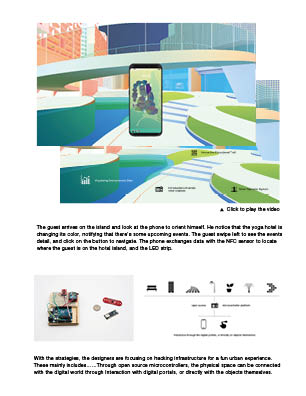 ▲ Click to play the video
The guest arrives on the island and look at the phone to orient himself. He notice that the yoga hotel is
changing its color, notifying that there's some upcoming events. The guest swipe left to see the events
detail, and click on the button to navigate. The phone exchanges data with the NFC sensor to locate
where the guest is on the hotel island, and the LED strip.
With the strategies, the designers are focusing on hacking infrastructure for a fun urban experience.
These mainly includes......Through open source microcontrollers, the physical space can be connected
with the digital world through interaction with digital portals, or directly with the objects themselves.